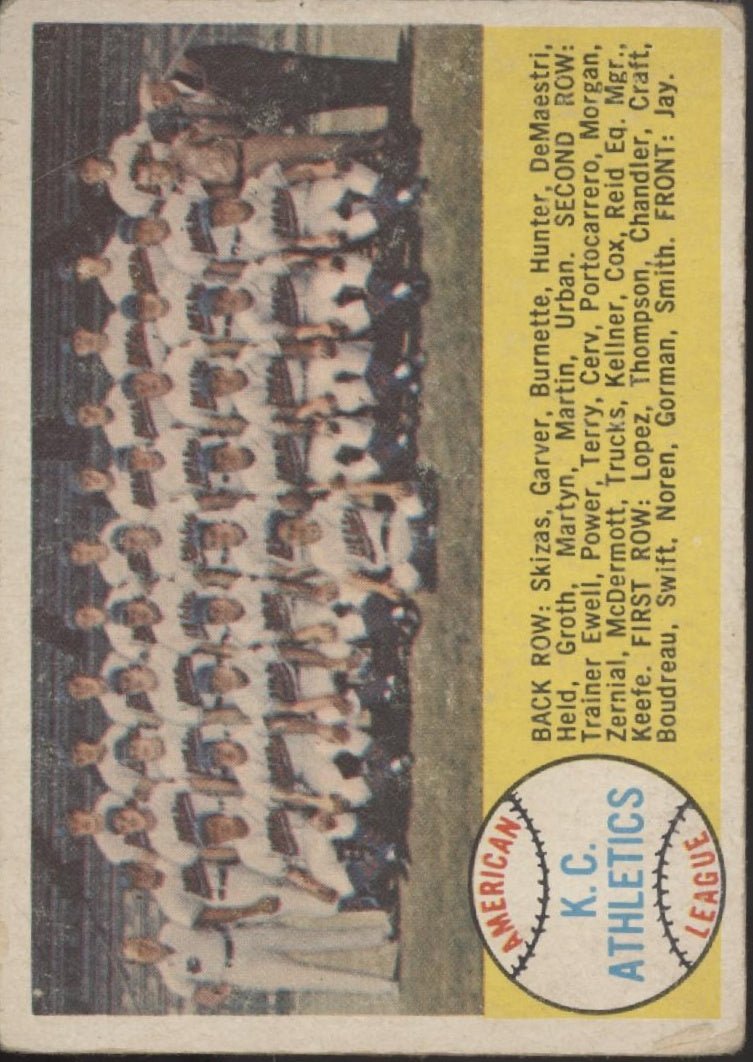 AMERICAN
K. C.
ATHLETICS
LEAGUE
BACK ROW: Skizas, Garver, Burnette, Hunter, DeMaestri,
Held, Groth, Martyn, Martin, Urban. SECOND ROW:
Trainer Ewell, Power, Terry, Cerv, Portocarrero, Morgan,
Zernial, McDermott, Trucks, Kellner, Cox, Reid Eq. Mgr.,
Keefe. FIRST ROW: Lopez, Thompson, Chandler, Craft,
Boudreau, Swift, Noren, Gorman, Smith. FRONT: Jay.